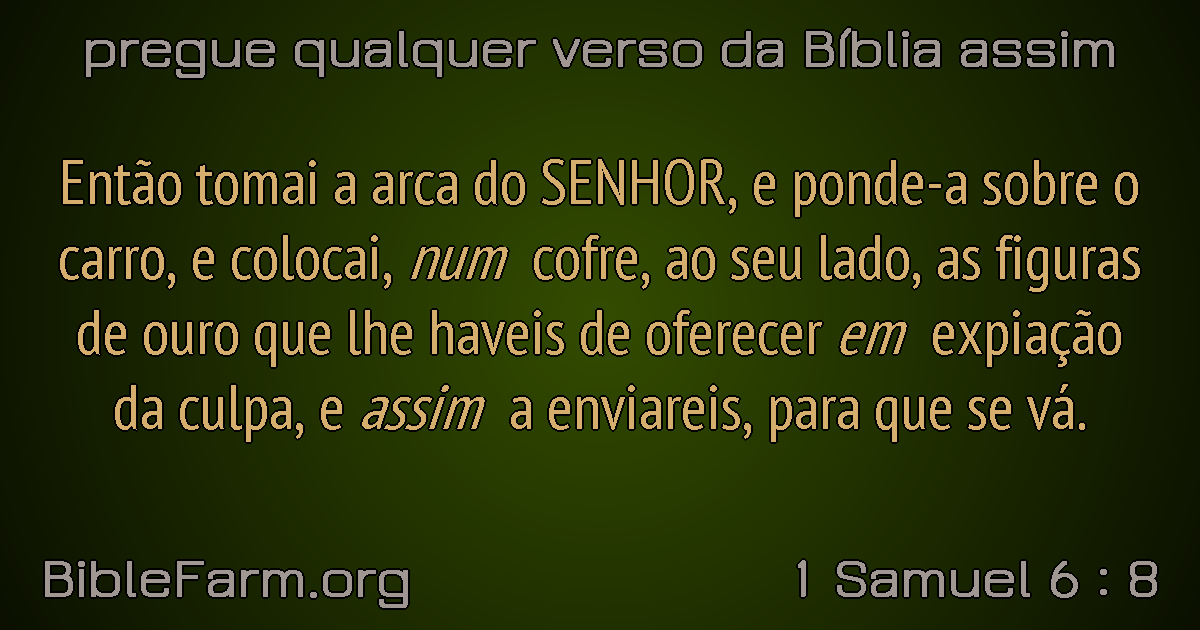 pregue qualquer verso da Bíblia assim
Então tomai a arca do SENHOR, e ponde-a sobre o
carro, e colocai, num cofre, ao seu lado, as figuras
de ouro que lhe haveis de oferecer em expiação
da culpa, e assim a enviareis, para que se vá.
BibleFarm.org
1 Samuel 6 : 8